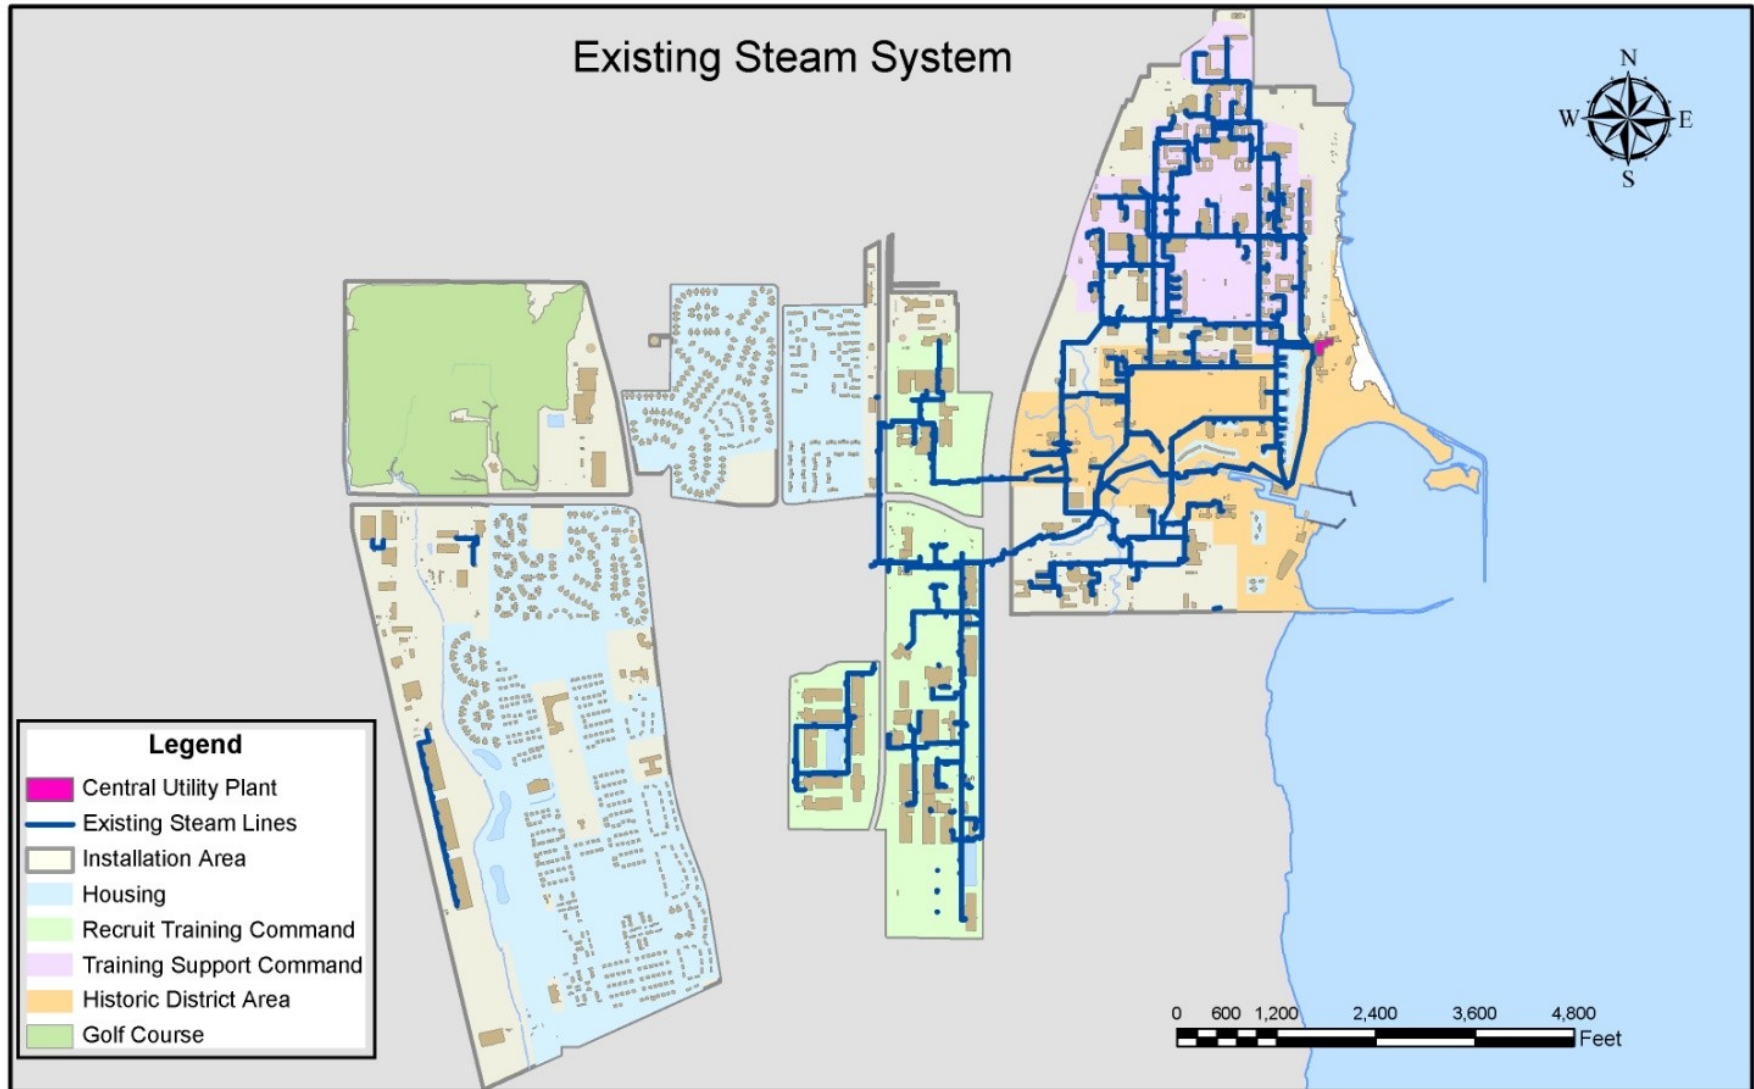 Existing Steam System
N
W E
S
Legend
Central Utility Plant
Existing Steam Lines
Installation Area
Housing
Recruit Training Command
Training Support Command
Historic District Area
Golf Course
0 600 1,200 2,400 3,600 4,800
Feet